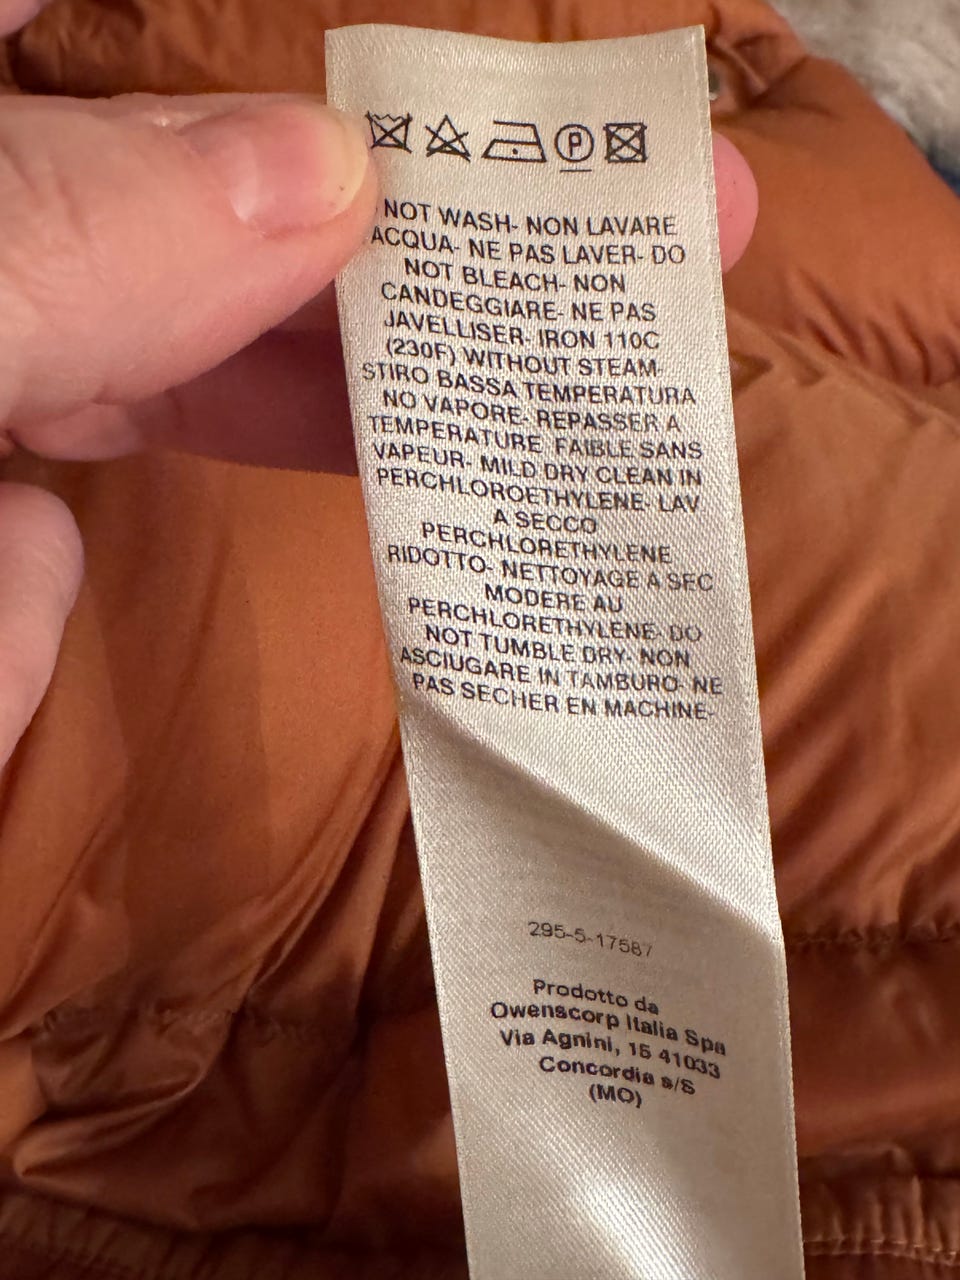 P
NOT WASH- NON LAVARE
ACQUA- NE PAS LAVER- DO
NOT BLEACH- NON
CANDEGGIARE- NE PAS
JAVELLISER- IRON 110C
(230F) WITHOUT STEAM.
STIRO BASSA TEMPERATURA
NO VAPORE- REPASSER A
TEMPERATURE FAIBLE SANS
VAPEUR- MILD DRY CLEAN IN
PERCHLOROETHYLENE- LAV
A SECCO
PERCHLORETHYLENE
RIDOTTO- NETTOYAGE A SEC
MODERE AU
PERCHLORETHYLENE- DO
NOT TUMBLE DRY- NON
ASCIUGARE IN TAMBURO- NE
PAS SECHER EN MACHINE-
295-5-17587
Prodotto da
Owenscorp Italia Spa
Via Agnini, 15 41033
Concordia s/S
(MO)